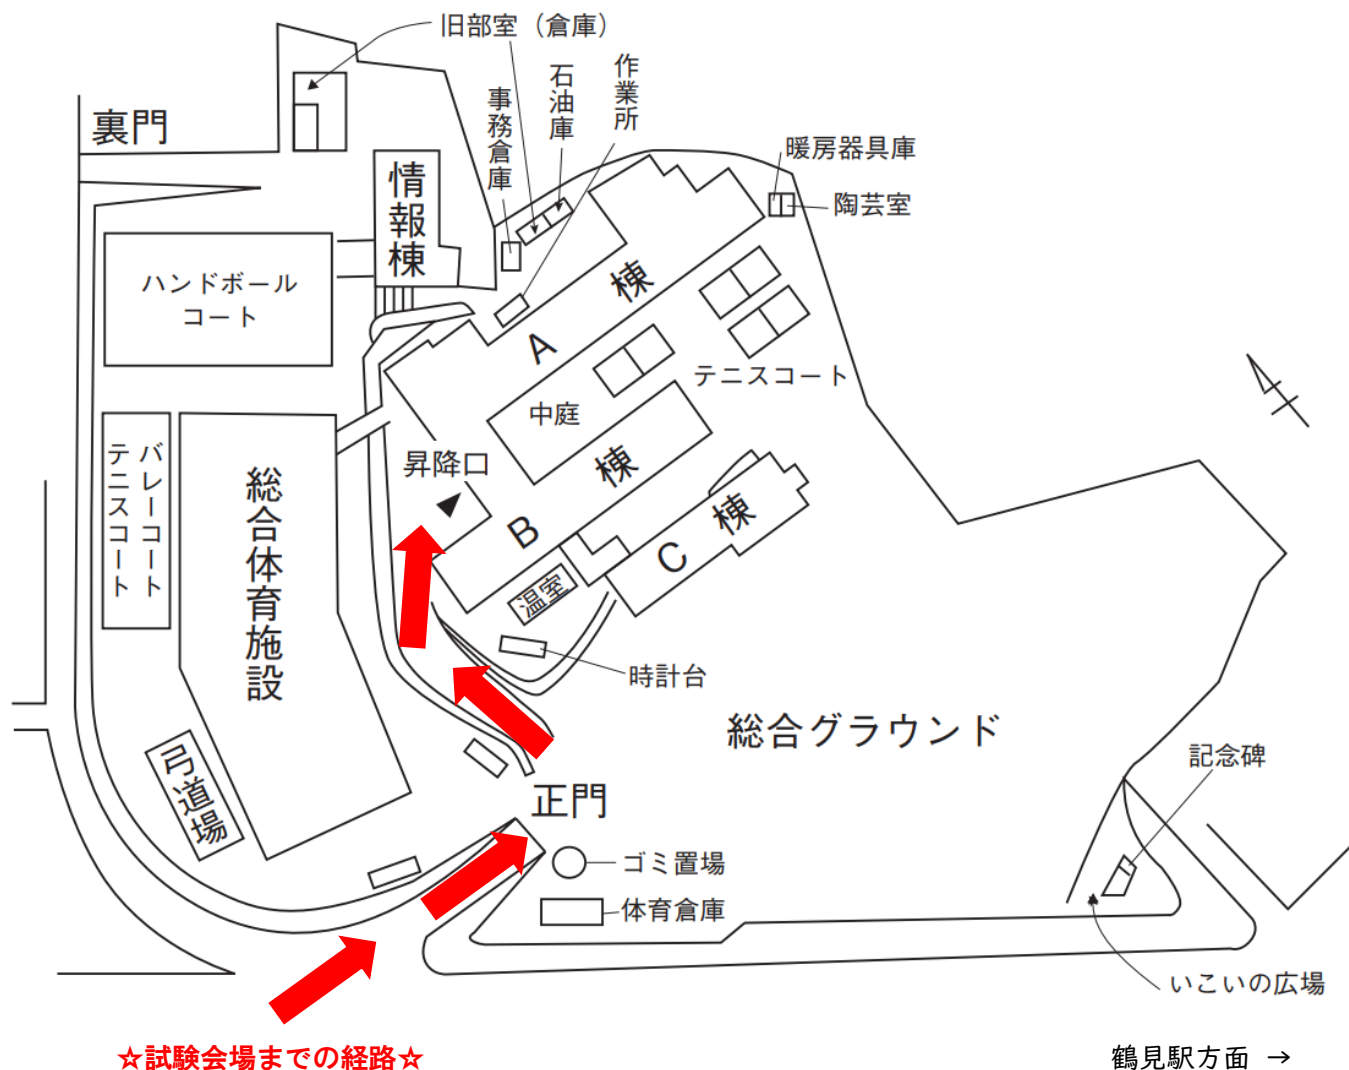 旧部室（倉庫）
作業所
石油庫
事務倉庫
裏門
暖房器具庫
陶芸室
情報棟
ハンドボール
コート
A棟
テニスコート
中庭
バレーコート
テニスコート
総合体育施設
昇降口
B棟
C棟
温室
時計台
総合グラウンド
弓道場
正門
記念碑
ゴミ置場
体育倉庫
いこいの広場
☆試験会場までの経路☆
鶴見駅方面 →